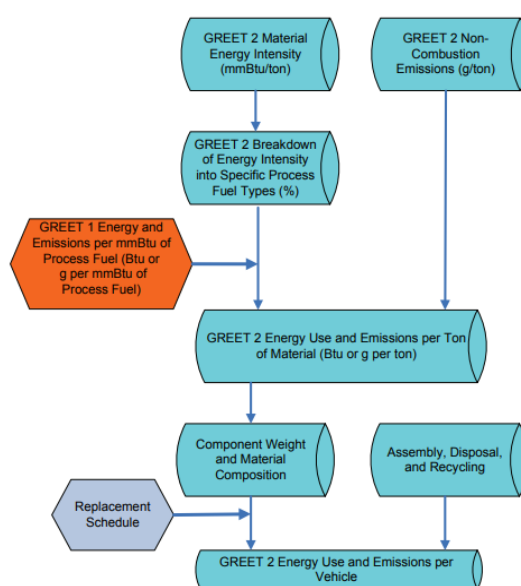 GREET 2 Material
Energy Intensity
(mmBtu/ton)
GREET 2 Non-
Combustion
Emissions (g/ton)
GREET 2 Breakdown
of Energy Intensity
into Specific Process
Fuel Types (%)
GREET 1 Energy and
Emissions per mmBtu of
Process Fuel (Btu or
g per mmBtu of
Process Fuel)
GREET 2 Energy Use and Emissions per Ton
of Material (Btu or g per ton)
Component Weight
and Material
Composition
Assembly, Disposal,
and Recycling
Replacement
Schedule
GREET 2 Energy Use and Emissions per
Vehicle